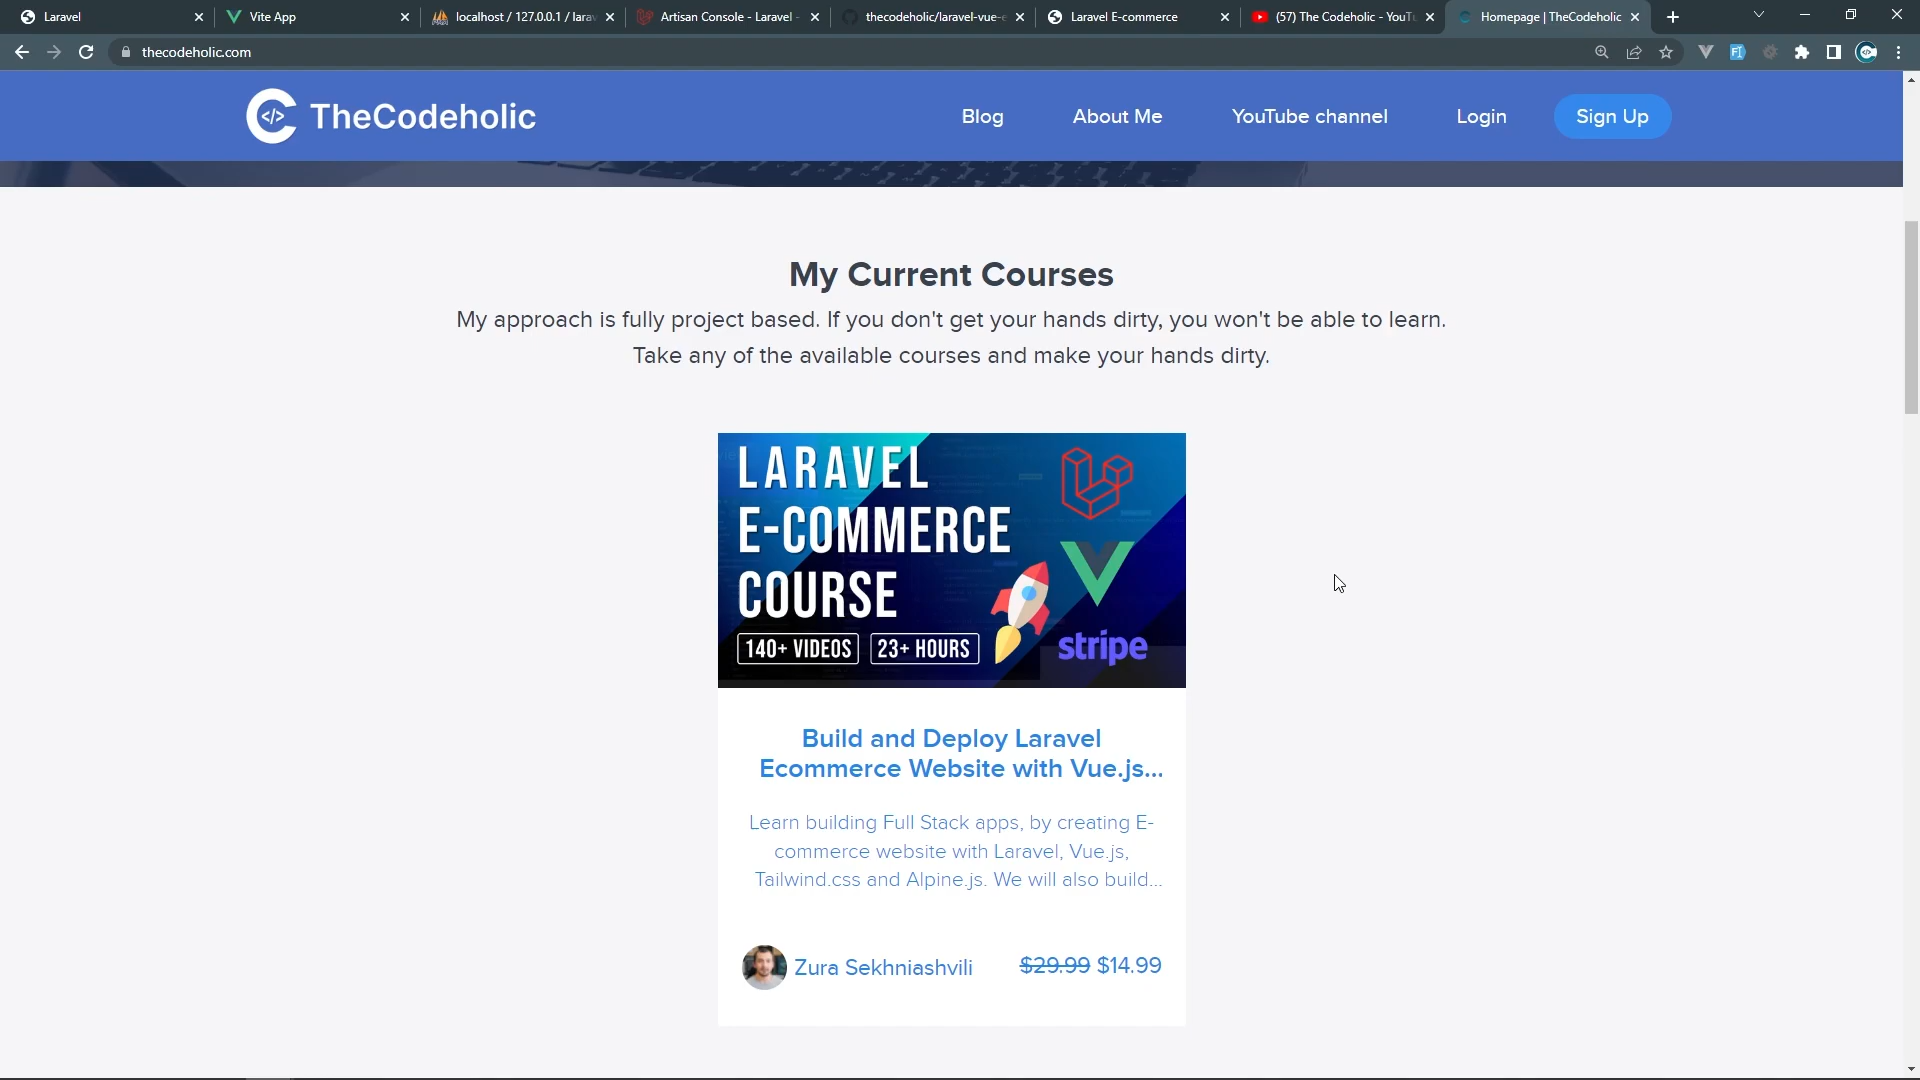 Laravel
Vite App
localhost / 127.0.0.1 / larav
Artisan Console - Laravel -
thecodeholic/laravel-vue-e
Laravel E-commerce
(57) The Codeholic - YouTu
Homepage | TheCodeholic
thecodeholic.com
</> TheCodeholic
Blog
About Me
YouTube channel
Login
Sign Up
My Current Courses
My approach is fully project based. If you don't get your hands dirty, you won't be able to learn.
Take any of the available courses and make your hands dirty.
LARAVEL
E-COMMERCE
COURSE
140+ VIDEOS 23+ HOURS
stripe
Build and Deploy Laravel
Ecommerce Website with Vue.js...
Learn building Full Stack apps, by creating E-
commerce website with Laravel, Vue.js,
Tailwind.css and Alpine.js. We will also build...
Zura Sekhniashvili
$29.99 $14.99